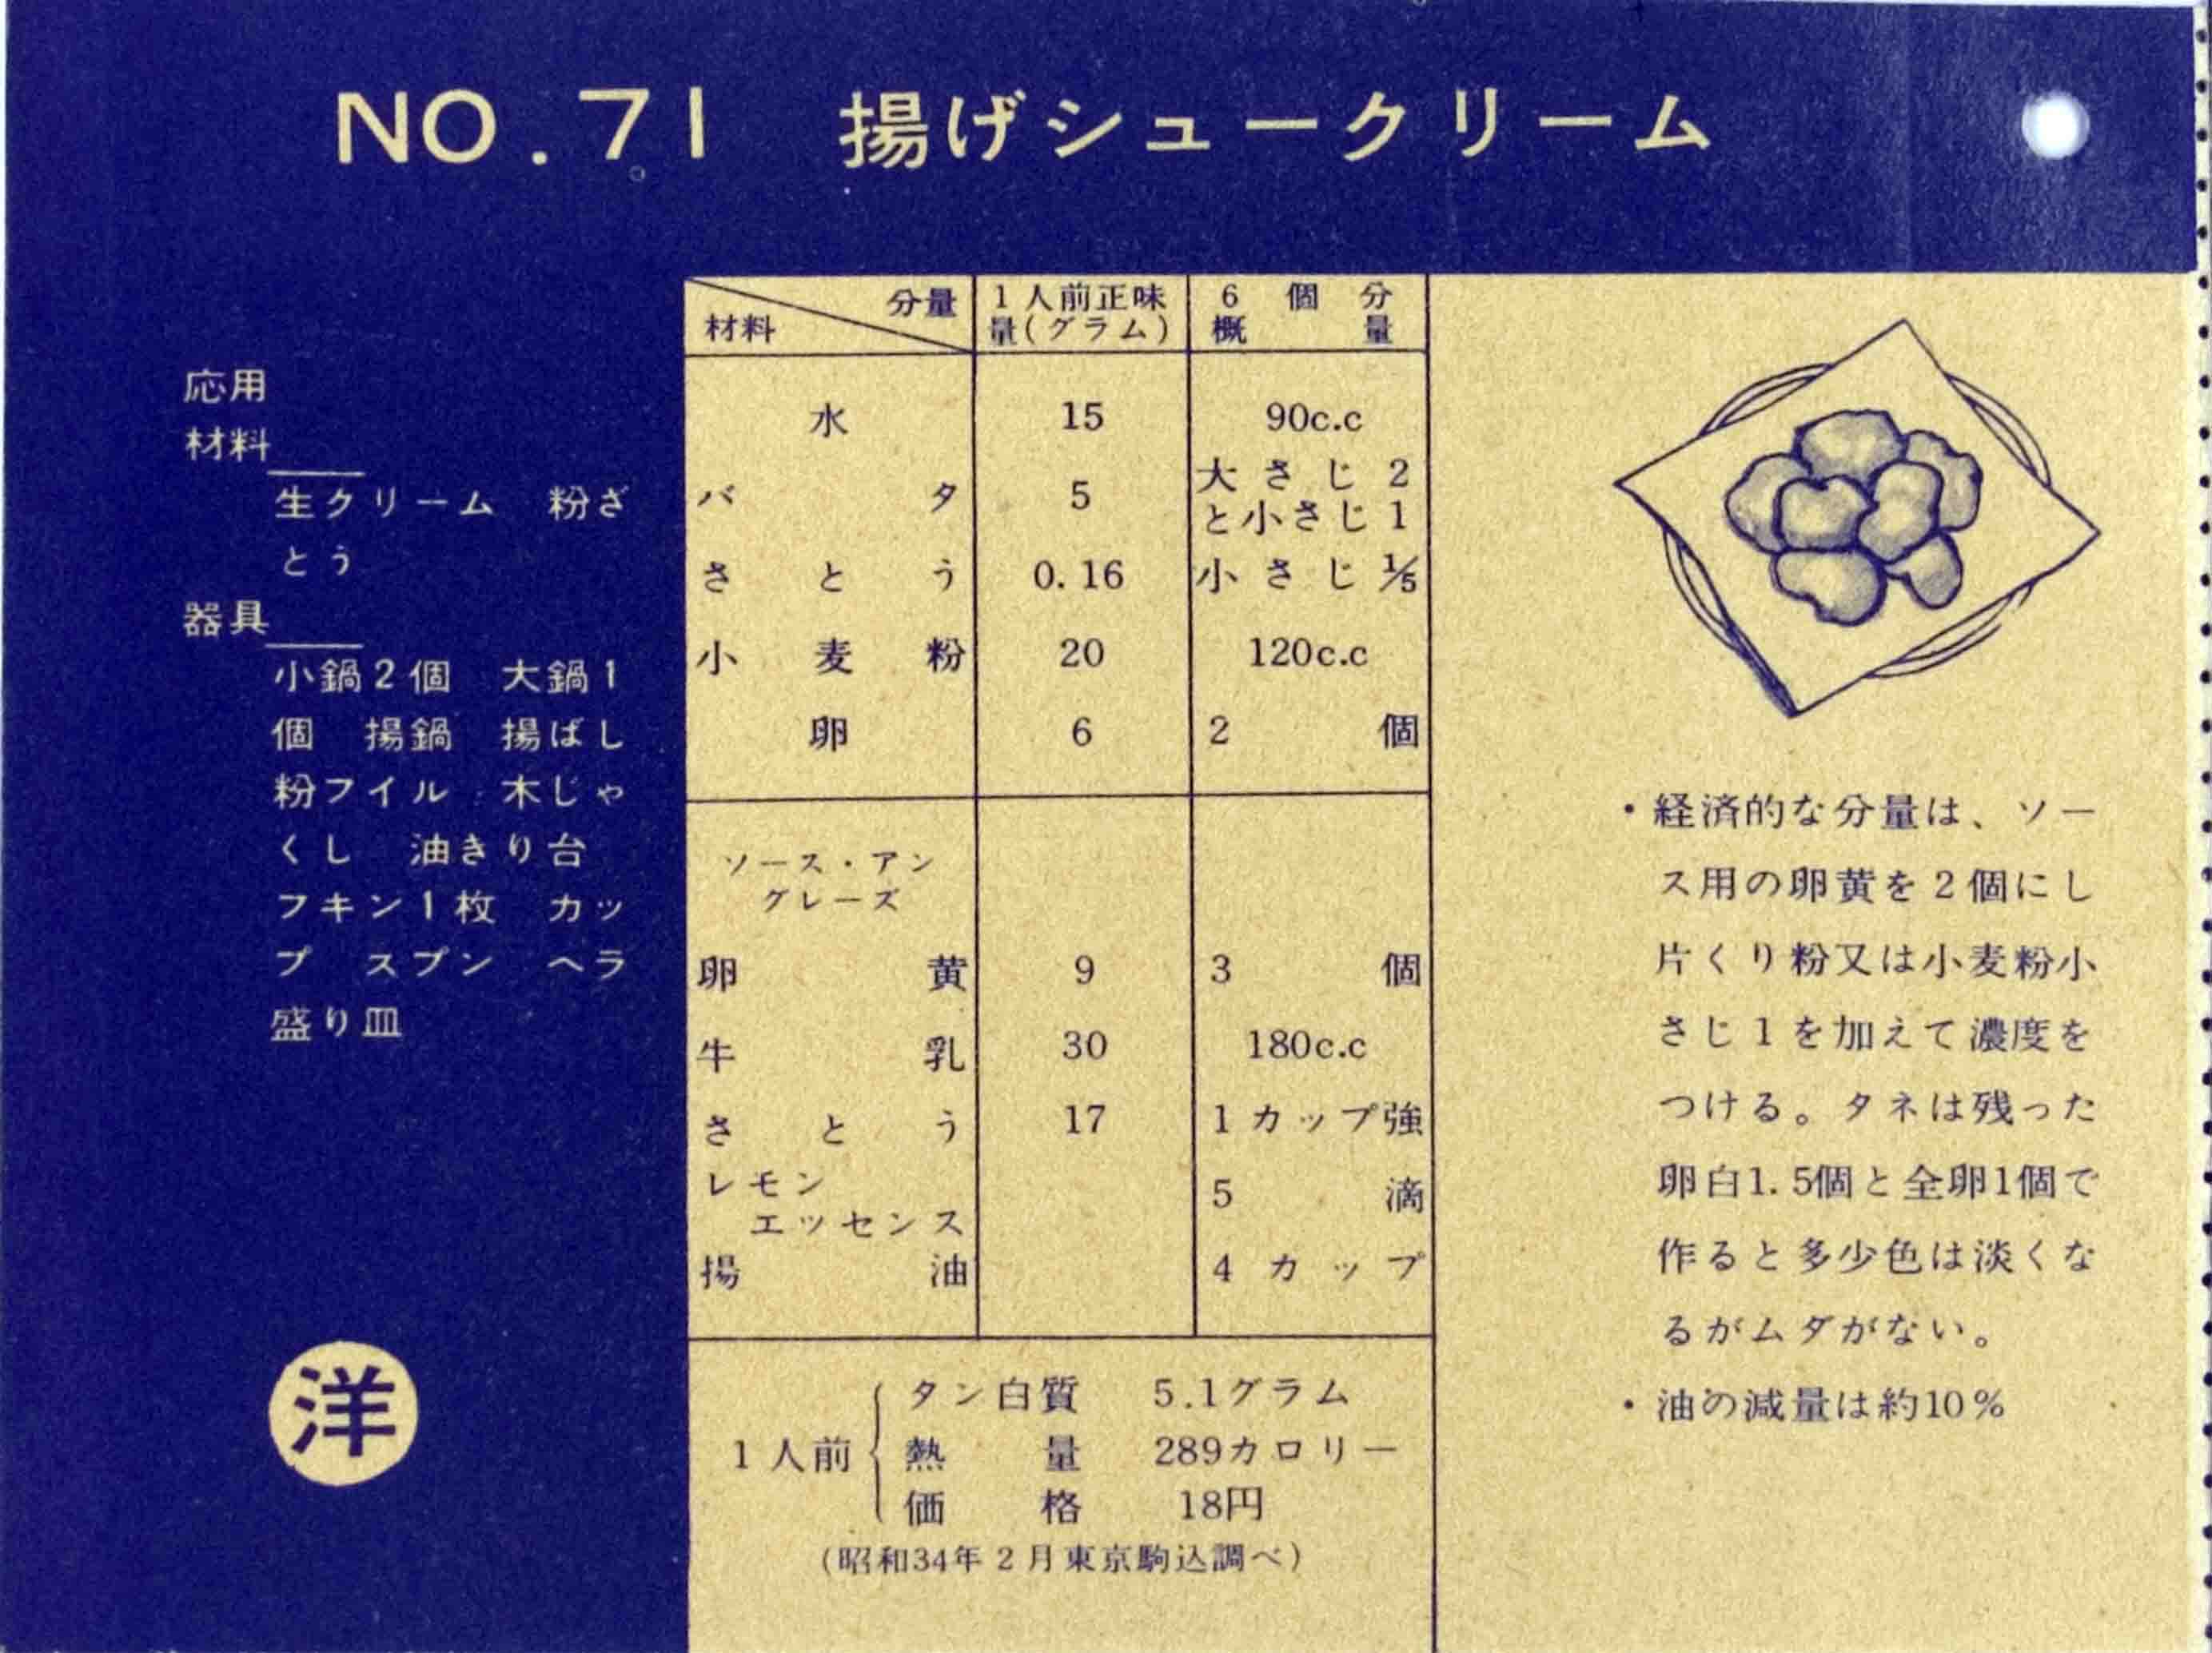 NO.71 揚げシュークリーム
応用
材料
生クリーム 粉ざ
とう
器具
小鍋2個 大鍋1
個 揚鍋 揚ばし
粉フイル 木じゃ
くし 油きり台
フキン1枚 カッ
プ スプン ヘラ
盛り皿
洋
材料 分量 1人前正味量(グラム) 6個分概量
水 15 90c.c
バタ 5 大さじ2と小さじ1
さとう 0.16 小さじ1/5
小麦粉 20 120c.c
卵 6 2個
ソース・アン
グレーズ
卵黄 9 3個
牛乳 30 180c.c
さとう 17 1カップ強
レモン
エッセンス 5滴
揚油 4カップ
1人前
タン白質 5.1グラム
熱量 289カロリー
価格 18円
(昭和34年2月東京駒込調べ)
・経済的な分量は、ソー
ス用の卵黄を2個にし
片くり粉又は小麦粉小
さじ1を加えて濃度を
つける。タネは残った
卵白1.5個と全卵1個で
作ると多少色は淡くな
るがムダがない。
・油の減量は約10%